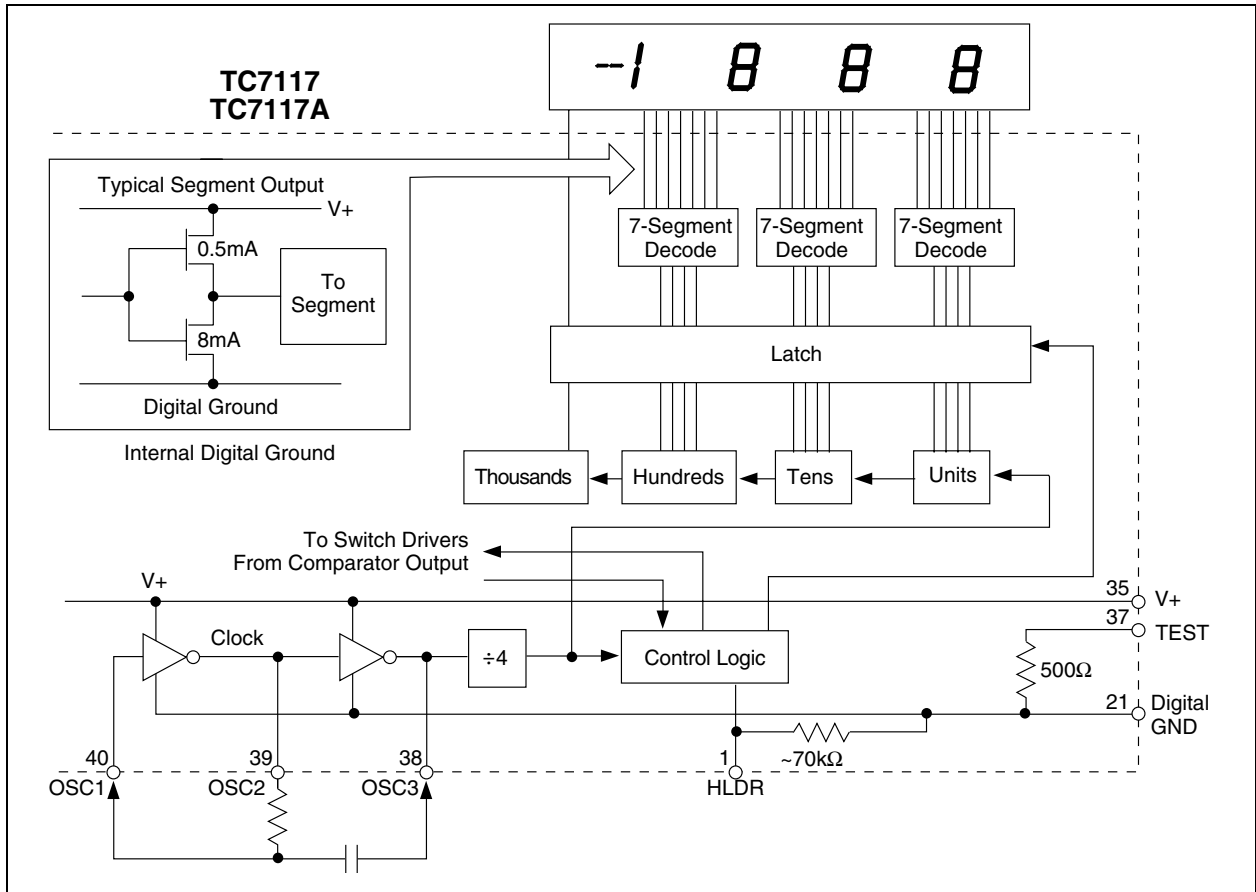 TC7117
TC7117A
--1 8 8 8
Typical Segment Output
V+
0.5mA
To
Segment
8mA
Digital Ground
Internal Digital Ground
7-Segment
Decode
7-Segment
Decode
7-Segment
Decode
Latch
Thousands
Hundreds
Tens
Units
To Switch Drivers
From Comparator Output
V+
Clock
÷4
Control Logic
35
V+
37
TEST
500Ω
21
Digital
GND
~70kΩ
40
OSC1
39
OSC2
38
OSC3
1
HLDR